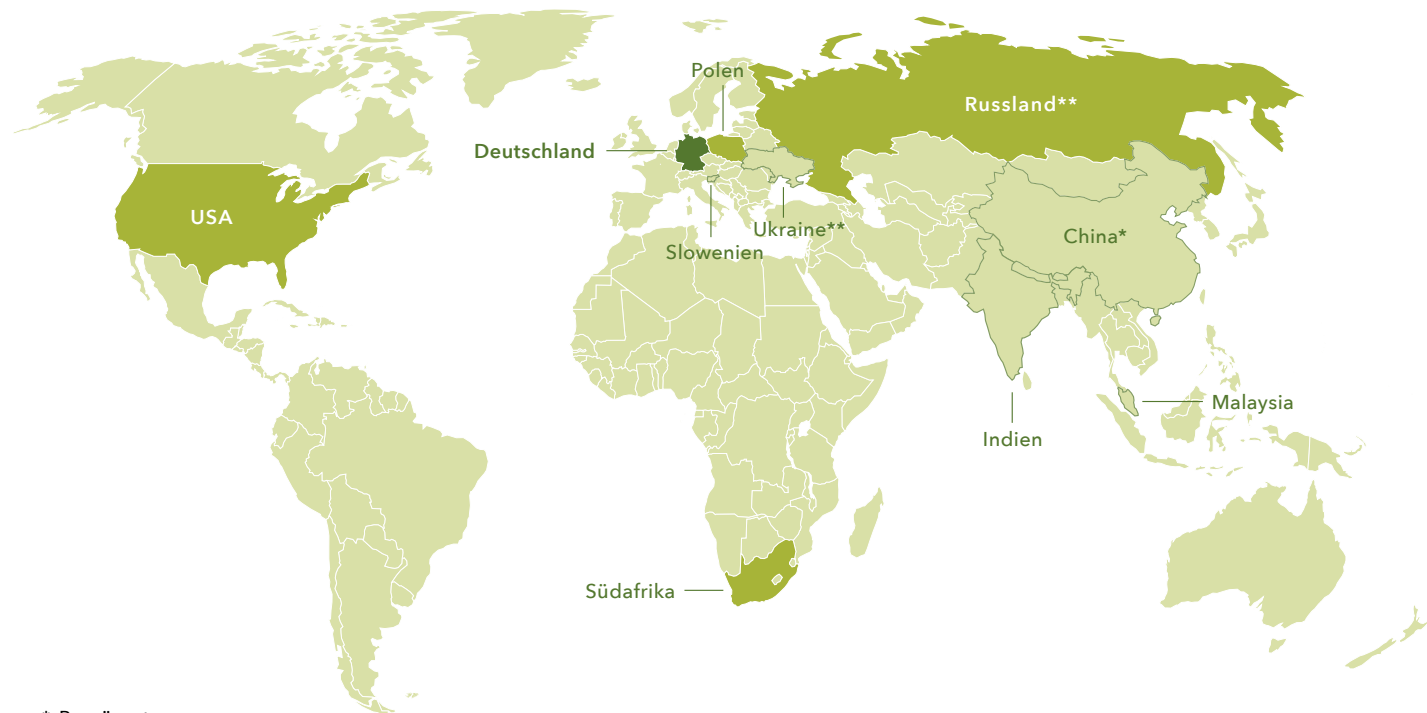 Polen
Russland**
Deutschland
USA
Ukraine**
China*
Slowenien
Malaysia
Indien
Südafrika